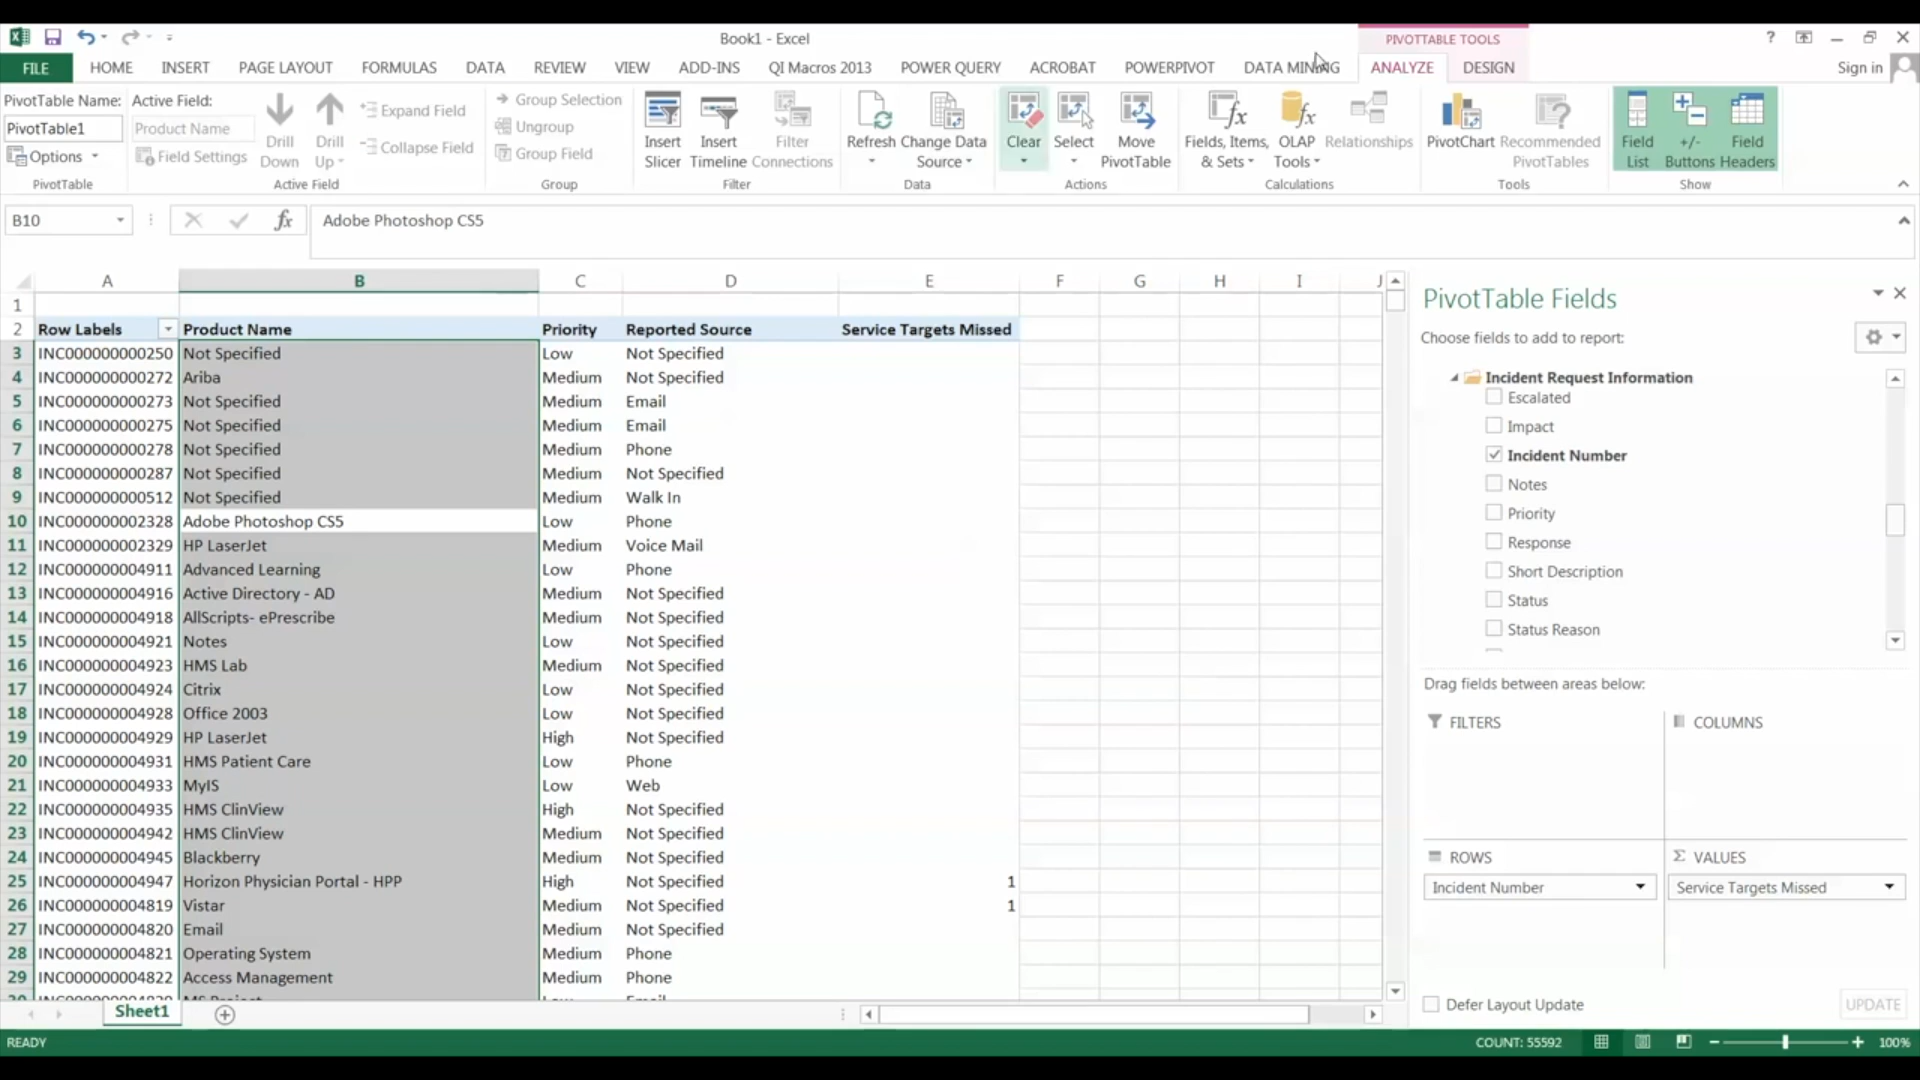 Book1 - Excel
PIVOTTABLE TOOLS
?
FILE HOME INSERT PAGE LAYOUT FORMULAS DATA REVIEW VIEW ADD-INS QI Macros 2013 POWER QUERY ACROBAT POWERPIVOT DATA MINING ANALYZE DESIGN Sign in
PivotTable Name: Active Field:
PivotTable1 Product Name
Options Field Settings
Drill Down
Drill Up
Expand Field
Collapse Field
Group Selection
Ungroup
Group Field
Insert Slicer
Insert Timeline
Filter Connections
Refresh
Change Data Source
Clear
Select
Move PivotTable
Fields, Items, & Sets
OLAP Tools
Relationships
PivotChart
Recommended PivotTables
Field List
+/- Buttons
Field Headers
PivotTable Active Field Group Filter Data Actions Calculations Tools Show
B10 fx Adobe Photoshop CS5
A B C D E F G H I J
1
2 Row Labels Product Name Priority Reported Source Service Targets Missed
3 INC000000000250 Not Specified Low Not Specified
4 INC000000000272 Ariba Medium Not Specified
5 INC000000000273 Not Specified Medium Email
6 INC000000000275 Not Specified Medium Email
7 INC000000000278 Not Specified Medium Phone
8 INC000000000287 Not Specified Medium Not Specified
9 INC000000000512 Not Specified Medium Walk In
10 INC000000002328 Adobe Photoshop CS5 Low Phone
11 INC000000002329 HP LaserJet Medium Voice Mail
12 INC000000004911 Advanced Learning Low Phone
13 INC000000004916 Active Directory - AD Medium Not Specified
14 INC000000004918 AllScripts- ePrescribe Medium Not Specified
15 INC000000004921 Notes Low Not Specified
16 INC000000004923 HMS Lab Medium Not Specified
17 INC000000004924 Citrix Low Not Specified
18 INC000000004928 Office 2003 Low Not Specified
19 INC000000004929 HP LaserJet High Not Specified
20 INC000000004931 HMS Patient Care Low Phone
21 INC000000004933 MyIS Low Web
22 INC000000004935 HMS ClinView High Not Specified
23 INC000000004942 HMS ClinView Medium Not Specified
24 INC000000004945 Blackberry Medium Not Specified
25 INC000000004947 Horizon Physician Portal - HPP High Not Specified 1
26 INC000000004819 Vistar Medium Not Specified 1
27 INC000000004820 Email Medium Not Specified
28 INC000000004821 Operating System Medium Phone
29 INC000000004822 Access Management Medium Phone
PivotTable Fields
Choose fields to add to report:
Incident Request Information
Escalated
Impact
Incident Number
Notes
Priority
Response
Short Description
Status
Status Reason
Drag fields between areas below:
FILTERS COLUMNS
ROWS Σ VALUES
Incident Number Service Targets Missed
Defer Layout Update UPDATE
Sheet1
READY COUNT: 55592 100%